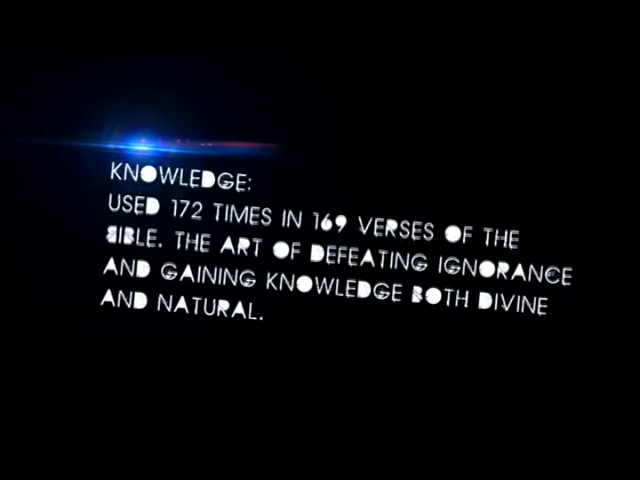 KNOWLEDGE:
USED 172 TIMES IN 169 VERSES OF THE
BIBLE. THE ART OF DEFEATING IGNORANCE
AND GAINING KNOWLEDGE BOTH DIVINE
AND NATURAL.